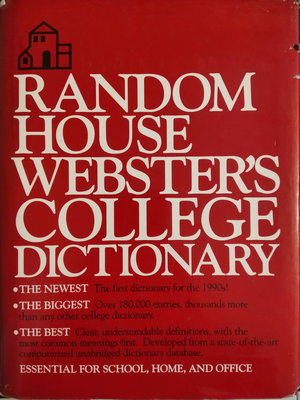 RANDOM
HOUSE
WEBSTER'S
COLLEGE
DICTIONARY
• THE NEWEST The first dictionary for the 1990s!
• THE BIGGEST Over 180,000 entries, thousands more
than any other college dictionary.
• THE BEST Clear, understandable definitions, with the
most common meanings first. Developed from a state-of-the-art
computerized unabridged dictionary database.
ESSENTIAL FOR SCHOOL, HOME, AND OFFICE